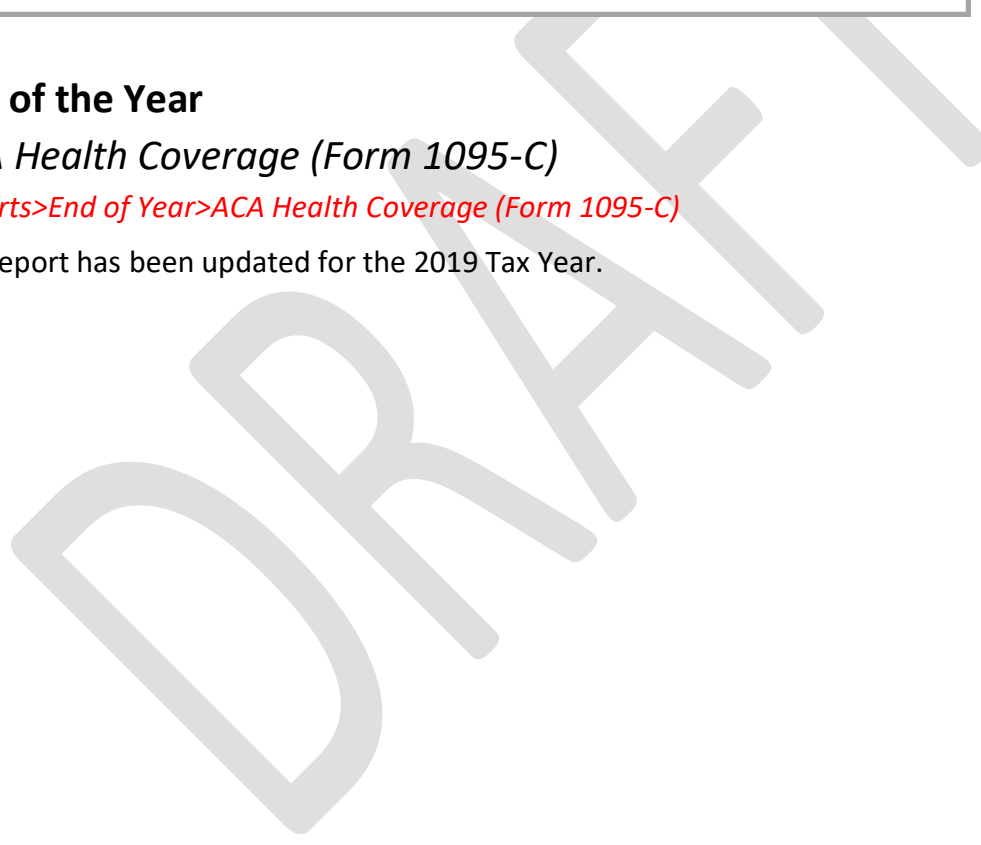 of the Year
Health Coverage (Form 1095-C)
rts>End of Year>ACA Health Coverage (Form 1095-C)
eport has been updated for the 2019 Tax Year.
DRAFT